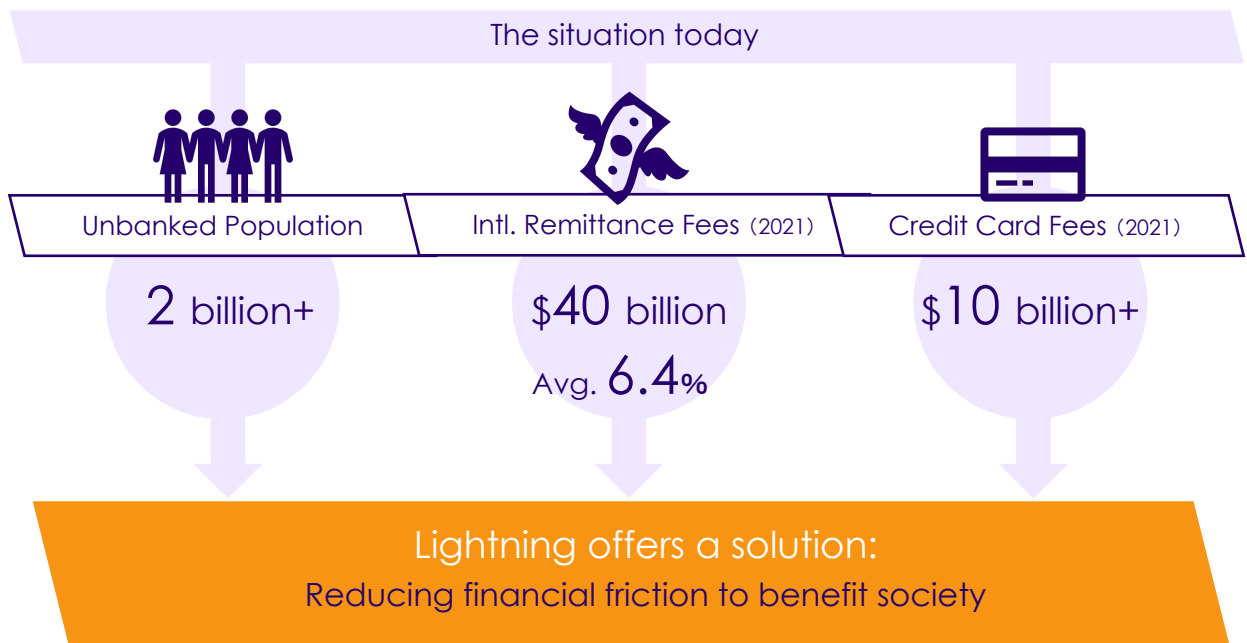 The situation today
Unbanked Population
Intl. Remittance Fees（2021）
Credit Card Fees（2021）
2 billion+
$40 billion
$10 billion+
Avg. 6.4%
Lightning offers a solution:
Reducing financial friction to benefit society